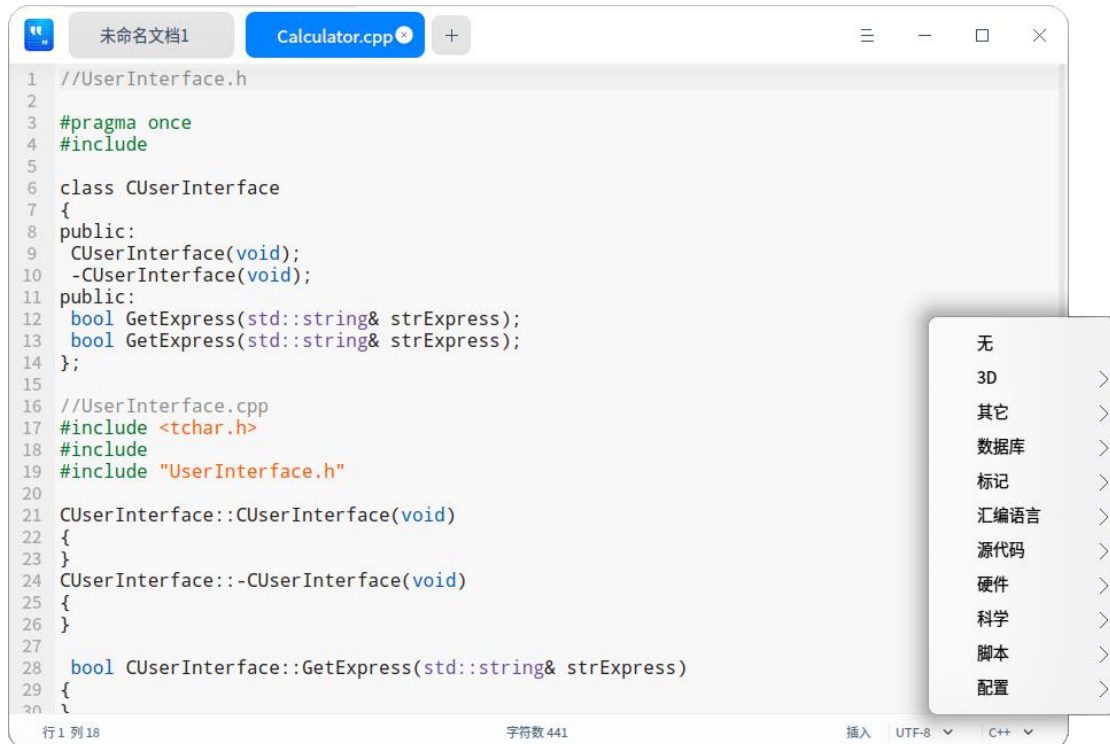 未命名文档1
Calculator.cpp
1 //UserInterface.h
2
3 #pragma once
4 #include
5
6 class CUserInterface
7 {
8 public:
9 CUserInterface(void);
10 -CUserInterface(void);
11 public:
12 bool GetExpress(std::string& strExpress);
13 bool GetExpress(std::string& strExpress);
14 };
15
16 //UserInterface.cpp
17 #include <tchar.h>
18 #include
19 #include "UserInterface.h"
20
21 CUserInterface::CUserInterface(void)
22 {
23 }
24 CUserInterface::-CUserInterface(void)
25 {
26 }
27
28 bool CUserInterface::GetExpress(std::string& strExpress)
29 {
30 }
无
3D
其它
数据库
标记
汇编语言
源代码
硬件
科学
脚本
配置
行1 列18
字符数 441
插入
UTF-8
C++